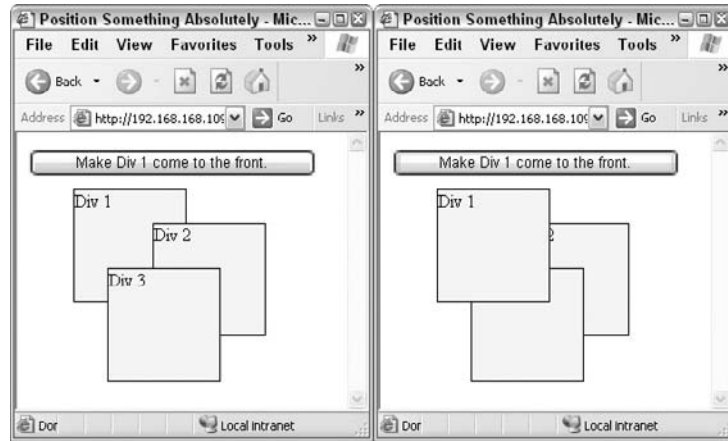 Position Something Absolutely - Mic...
File Edit View Favorites Tools »
Back »
Address http://192.168.168.109 Go Links »
Make Div 1 come to the front.
Div 1
Div 2
Div 3
Dor Local intranet
Position Something Absolutely - Mic...
File Edit View Favorites Tools »
Back »
Address http://192.168.168.109 Go Links »
Make Div 1 come to the front.
Div 1
2
Dor Local intranet